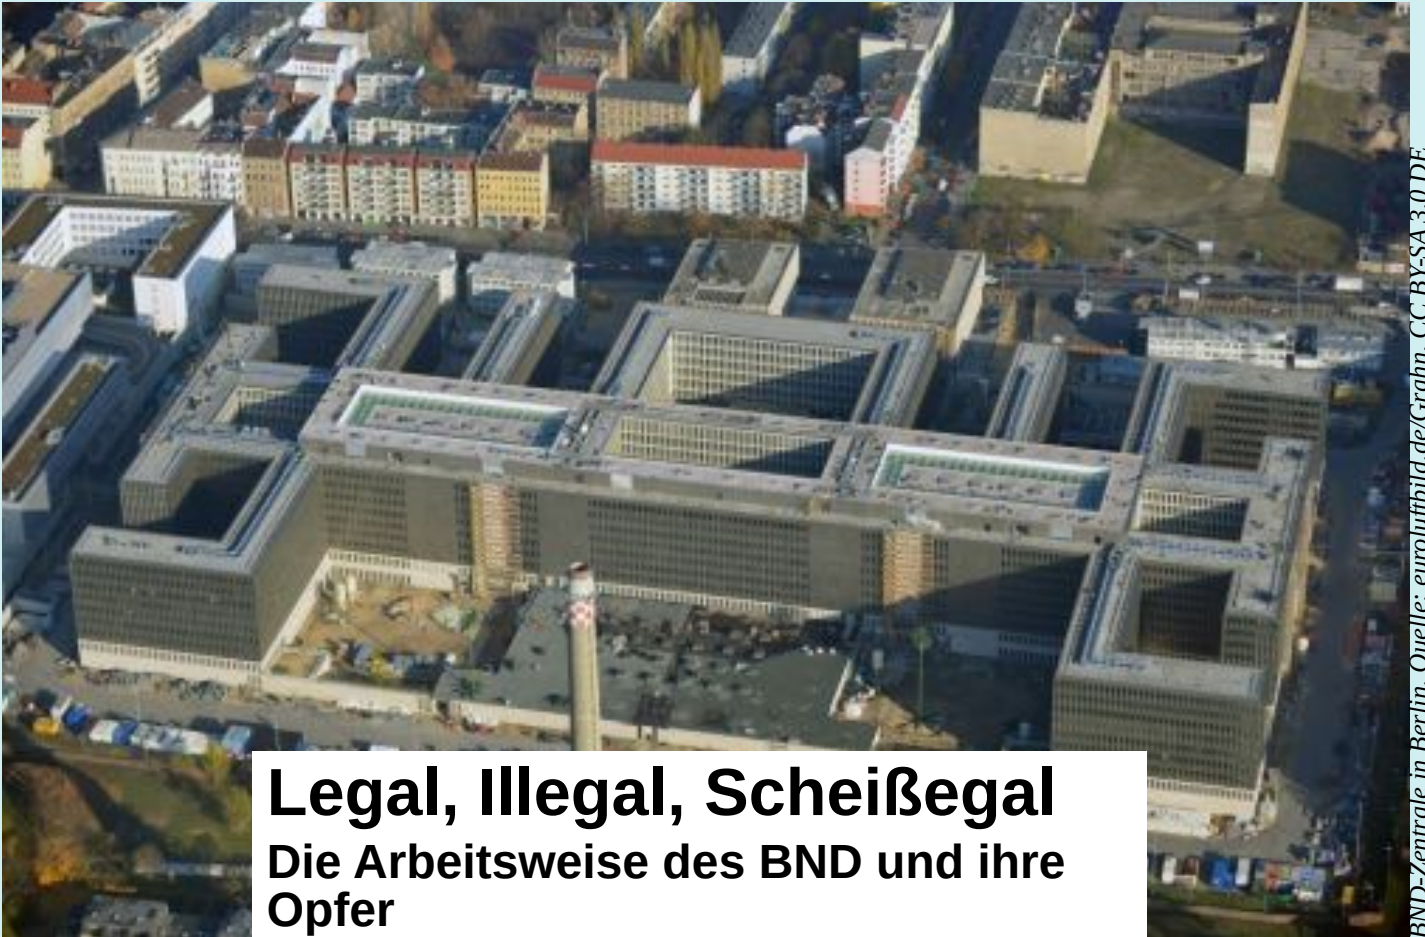 Legal, Illegal, Scheißegal
Die Arbeitsweise des BND und ihre
Opfer
BND-Zentrale in Berlin. Quelle: euroluftbild.de/Grahn. CC BY-SA 3.0 DE